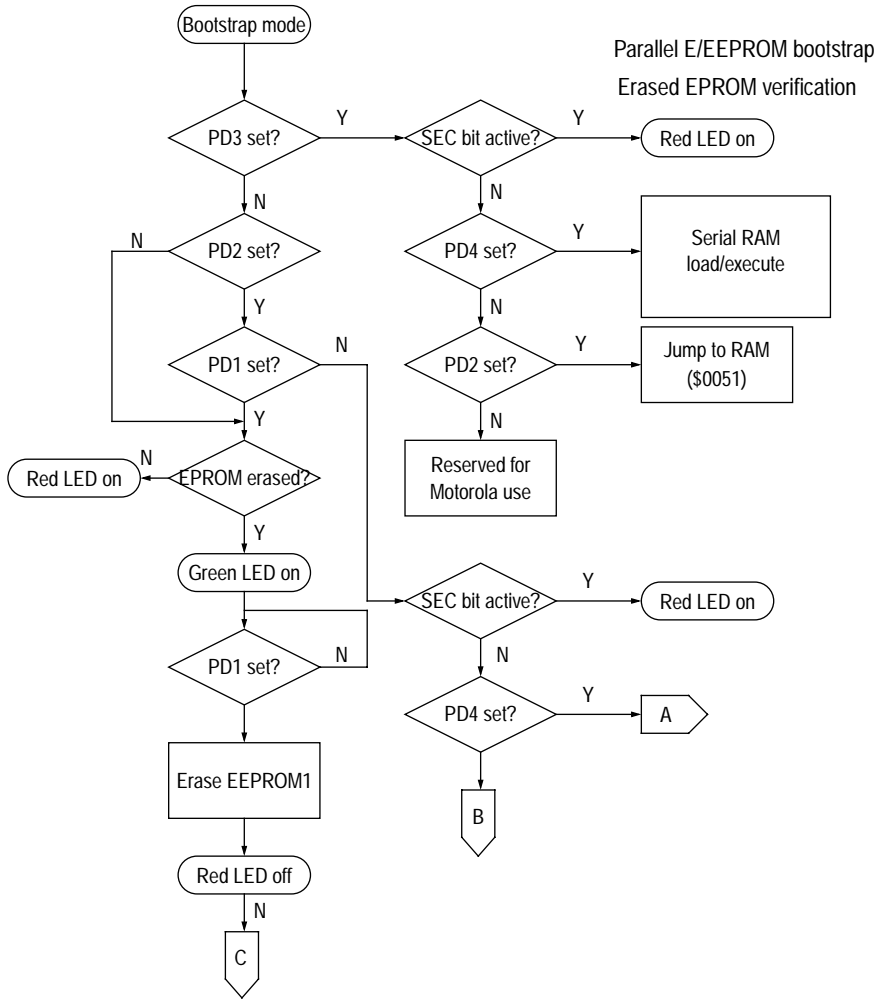 Bootstrap mode
Parallel E/EEPROM bootstrap
Erased EPROM verification
PD3 set?
Y
SEC bit active?
Y
Red LED on
N
N
N
PD2 set?
PD4 set?
Y
Serial RAM
load/execute
Y
N
PD1 set?
N
PD2 set?
Y
Jump to RAM
($0051)
Y
N
Red LED on
N
EPROM erased?
Reserved for
Motorola use
Y
Green LED on
SEC bit active?
Y
Red LED on
PD1 set?
N
N
PD4 set?
Y
A
Erase EEPROM1
B
Red LED off
N
C